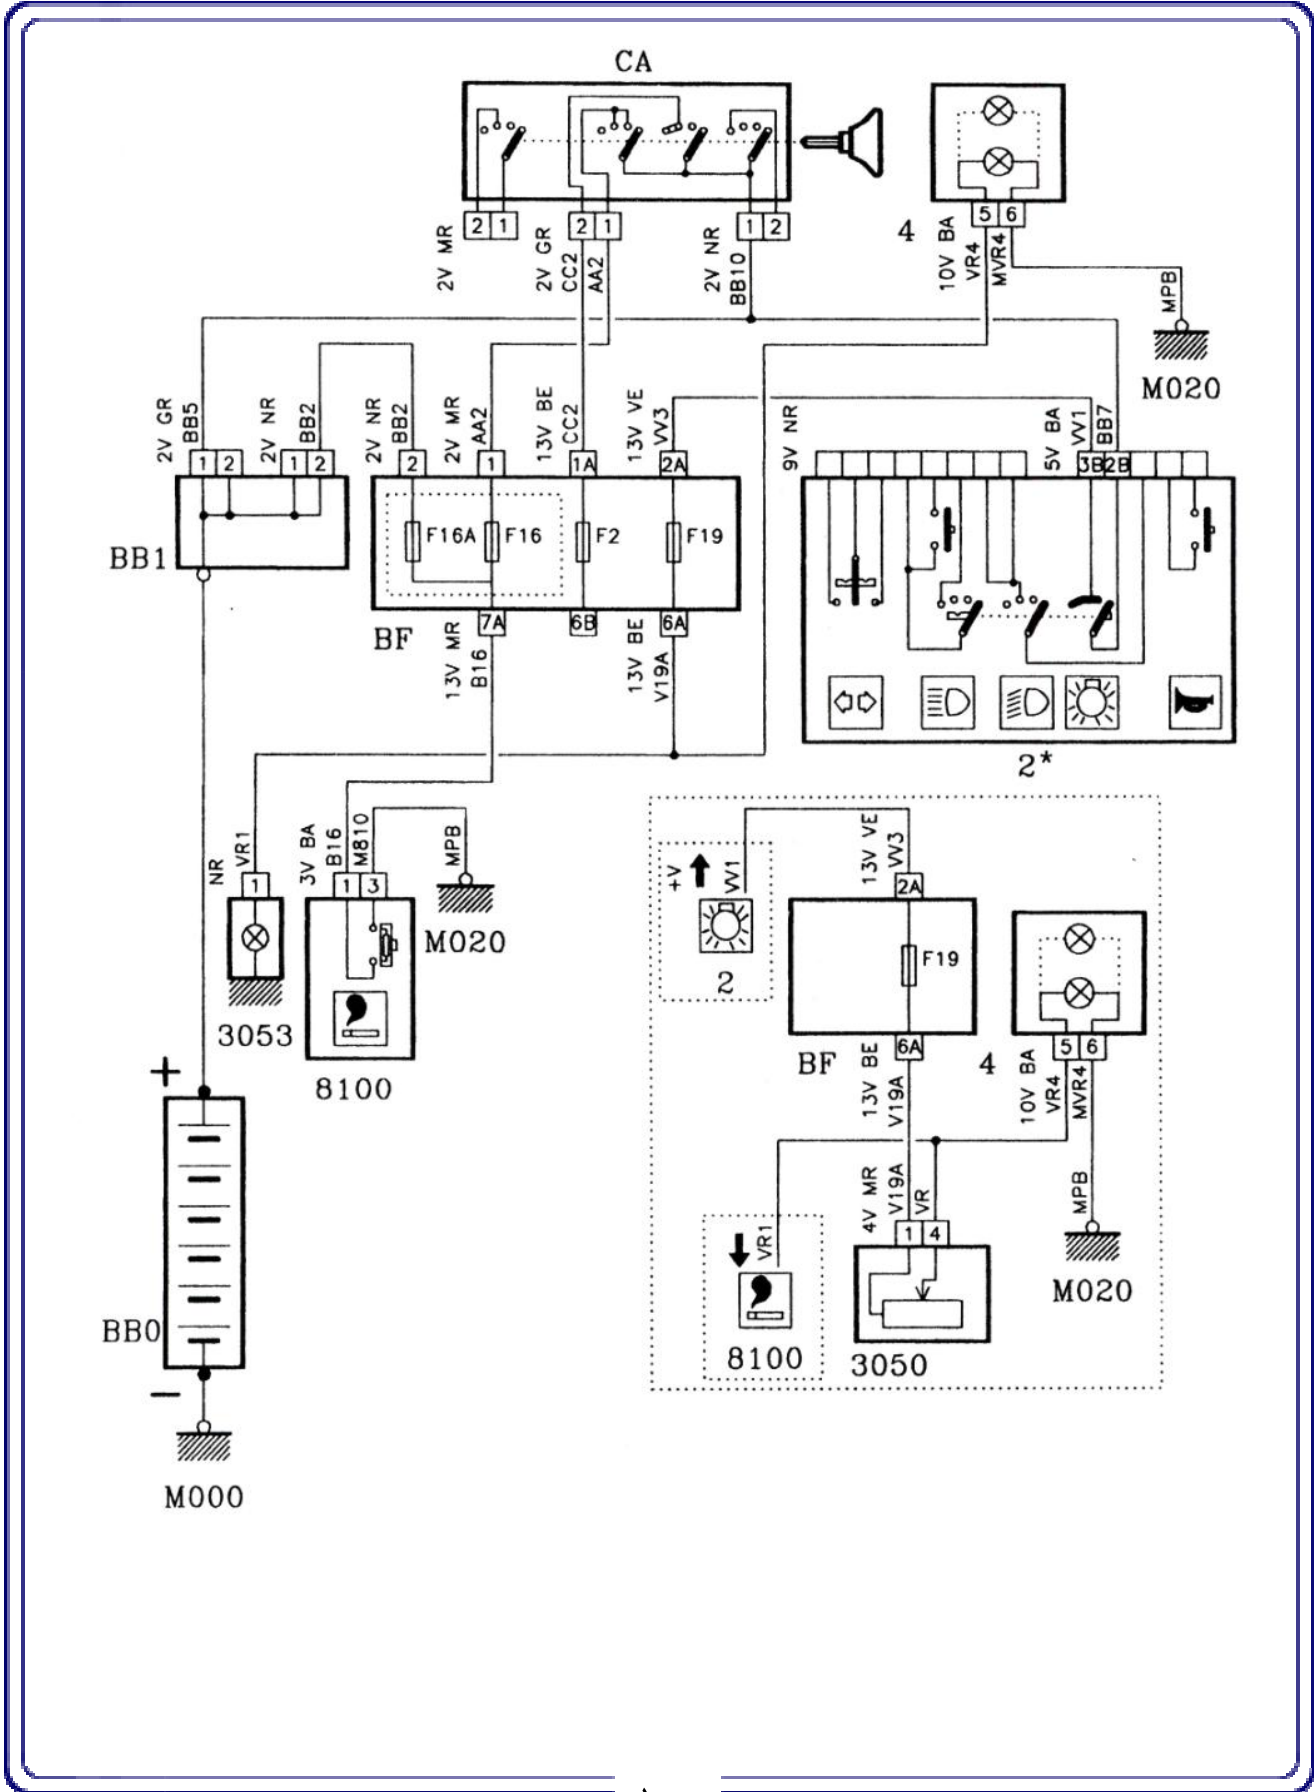 CA
2 1
2 1
1 2
5 6
4
2V MR
2V GR
CC2
AA2
2V NR
BB10
10V BA
VR4
MVR4
MPB
M020
2V GR
BB5
2V NR
BB2
2V NR
BB2
2V MR
AA2
13V BE
CC2
13V VE
VV3
9V NR
5V BA
VV1
BB7
1 2
1 2
2
1
1A
2A
3B 2B
F16A
F16
F2
F19
BB1
BF
7A
6B
6A
13V MR
B16
13V BE
V19A
2*
NR
VR1
3V BA
B16
M810
MPB
1
1 3
M020
3053
8100
+V
VV1
2
13V VE
VV3
2A
F19
BF
6A
4
5 6
13V BE
V19A
10V BA
VR4
MVR4
4V MR
V19A
VR
MPB
1 4
VR1
M020
8100
3050
+
BB0
−
M000